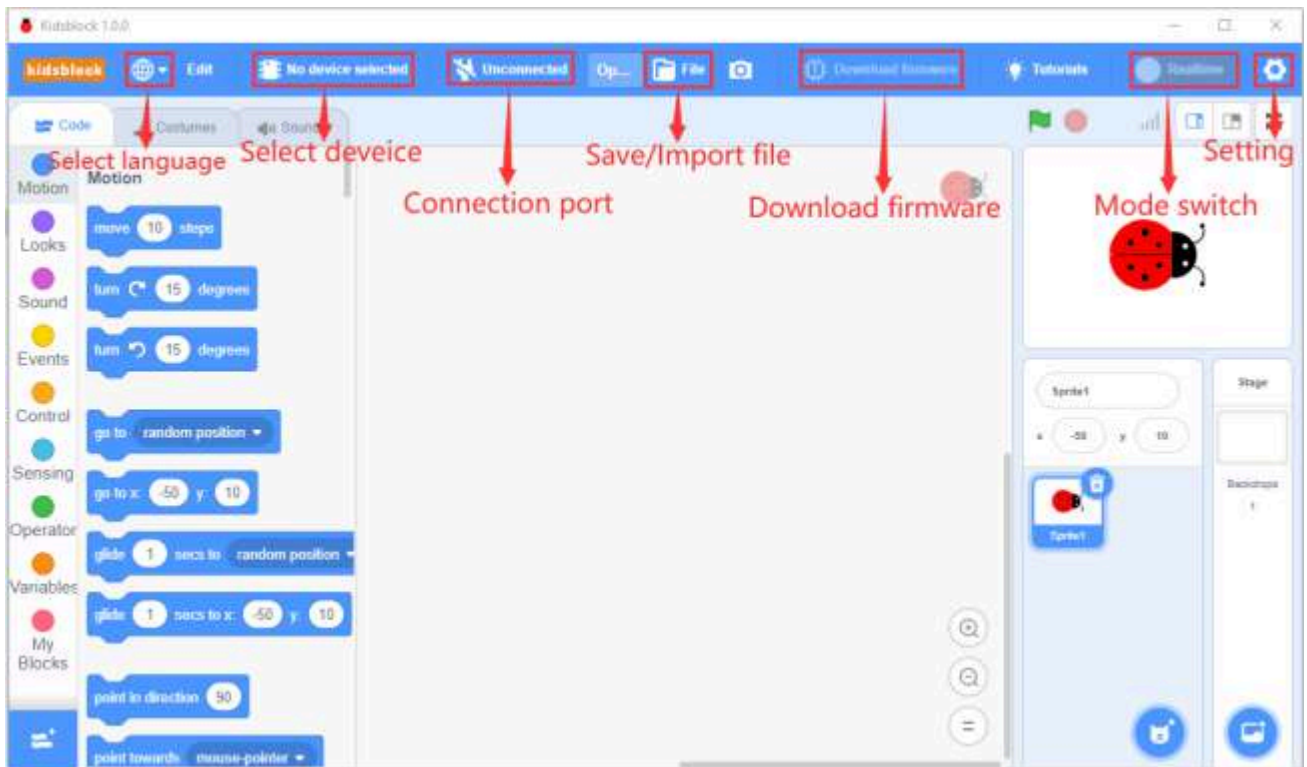 Kidsblock 1.0.0
kidsblock
Edit
No device selected
Unconnected
Op...
File
Download firmware
Tutorials
Realtime
Code
Costumes
Sounds
Select language
Select deveice
Connection port
Save/Import file
Download firmware
Mode switch
Setting
Motion
Looks
Sound
Events
Control
Sensing
Operator
Variables
My
Blocks
Motion
move 10 steps
turn 15 degrees
turn 15 degrees
go to random position
go to x: -50 y: 10
glide 1 secs to random position
glide 1 secs to x: -50 y: 10
point in direction 90
point towards mouse-pointer
Sprite1
x -50 y 10
Sprite1
Stage
Backdrops
1